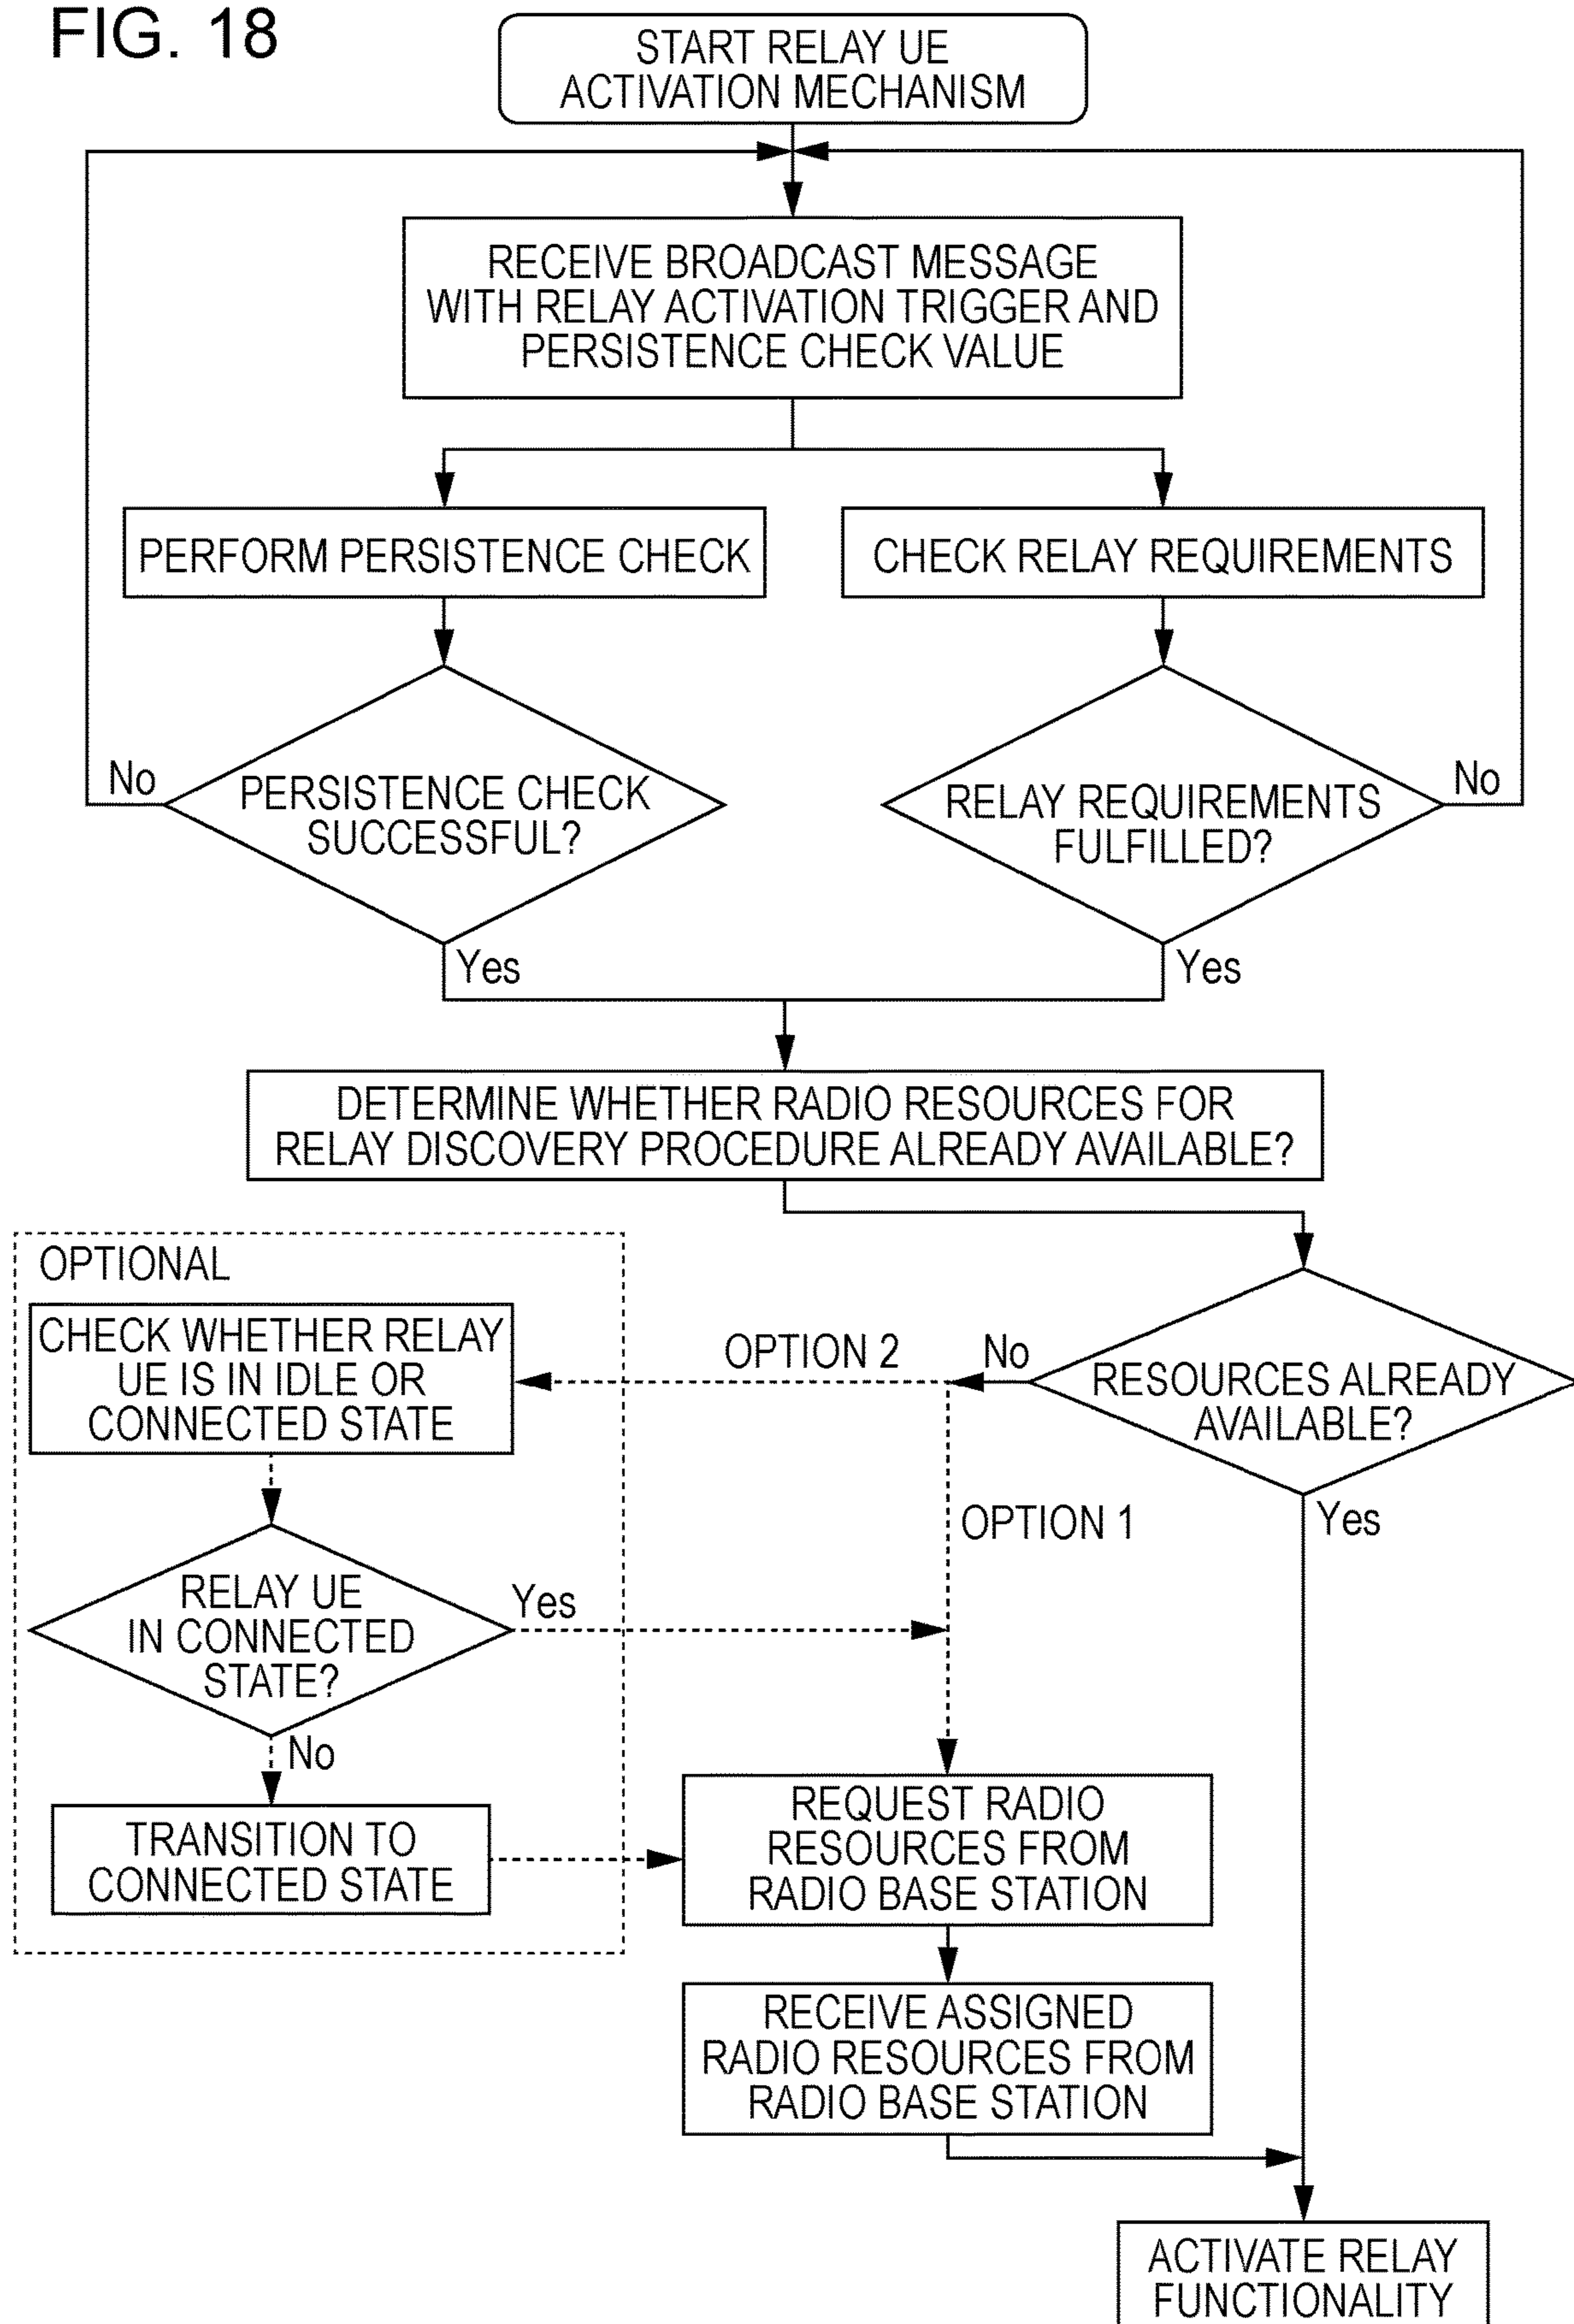 FIG. 18
START RELAY UE
ACTIVATION MECHANISM
RECEIVE BROADCAST MESSAGE
WITH RELAY ACTIVATION TRIGGER AND
PERSISTENCE CHECK VALUE
PERFORM PERSISTENCE CHECK
CHECK RELAY REQUIREMENTS
No
PERSISTENCE CHECK
SUCCESSFUL?
Yes
RELAY REQUIREMENTS
FULFILLED?
No
Yes
DETERMINE WHETHER RADIO RESOURCES FOR
RELAY DISCOVERY PROCEDURE ALREADY AVAILABLE?
OPTIONAL
CHECK WHETHER RELAY
UE IS IN IDLE OR
CONNECTED STATE
OPTION 2
No
RESOURCES ALREADY
AVAILABLE?
Yes
OPTION 1
RELAY UE
IN CONNECTED
STATE?
Yes
No
TRANSITION TO
CONNECTED STATE
REQUEST RADIO
RESOURCES FROM
RADIO BASE STATION
RECEIVE ASSIGNED
RADIO RESOURCES FROM
RADIO BASE STATION
ACTIVATE RELAY
FUNCTIONALITY